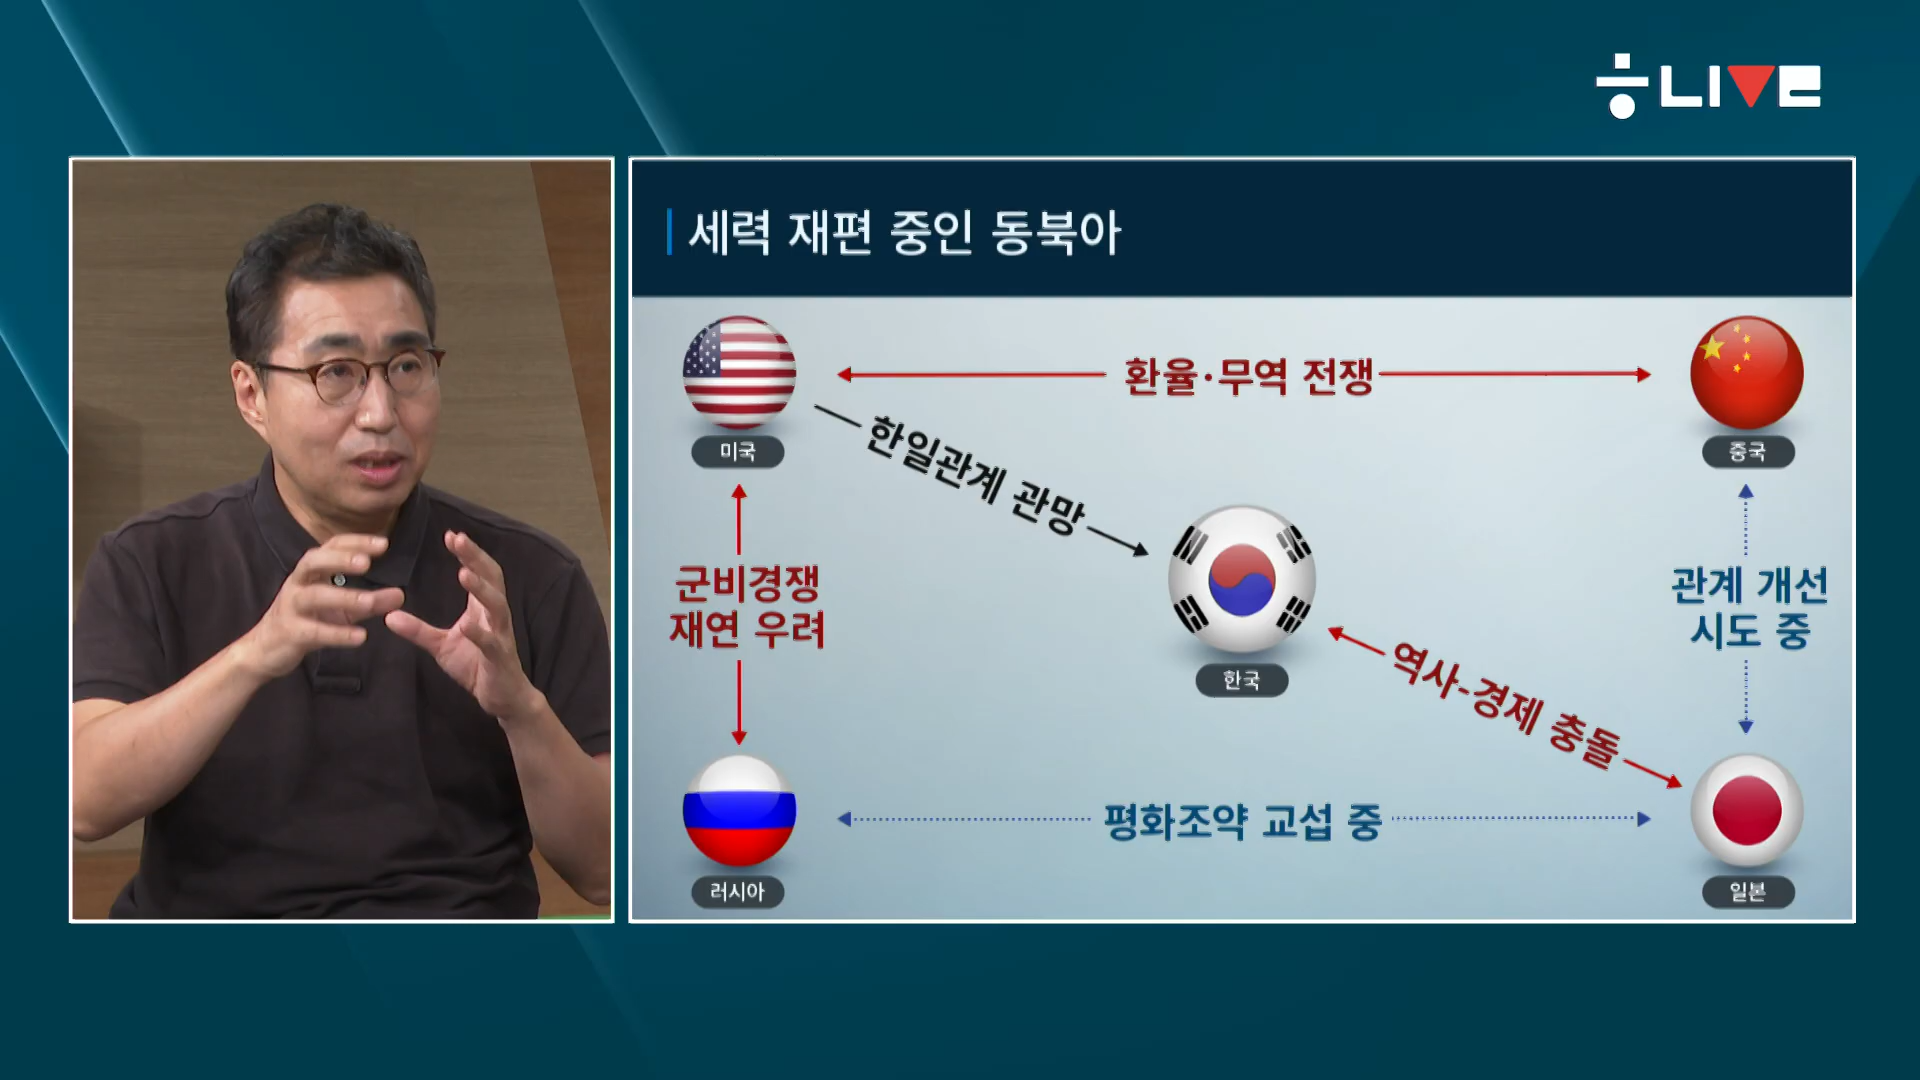 ㅎLIVE
세력 재편 중인 동북아
환율·무역 전쟁
미국
중국
한일관계 관망
군비경쟁
재연 우려
관계 개선
시도 중
한국
역사-경제 충돌
평화조약 교섭 중
러시아
일본